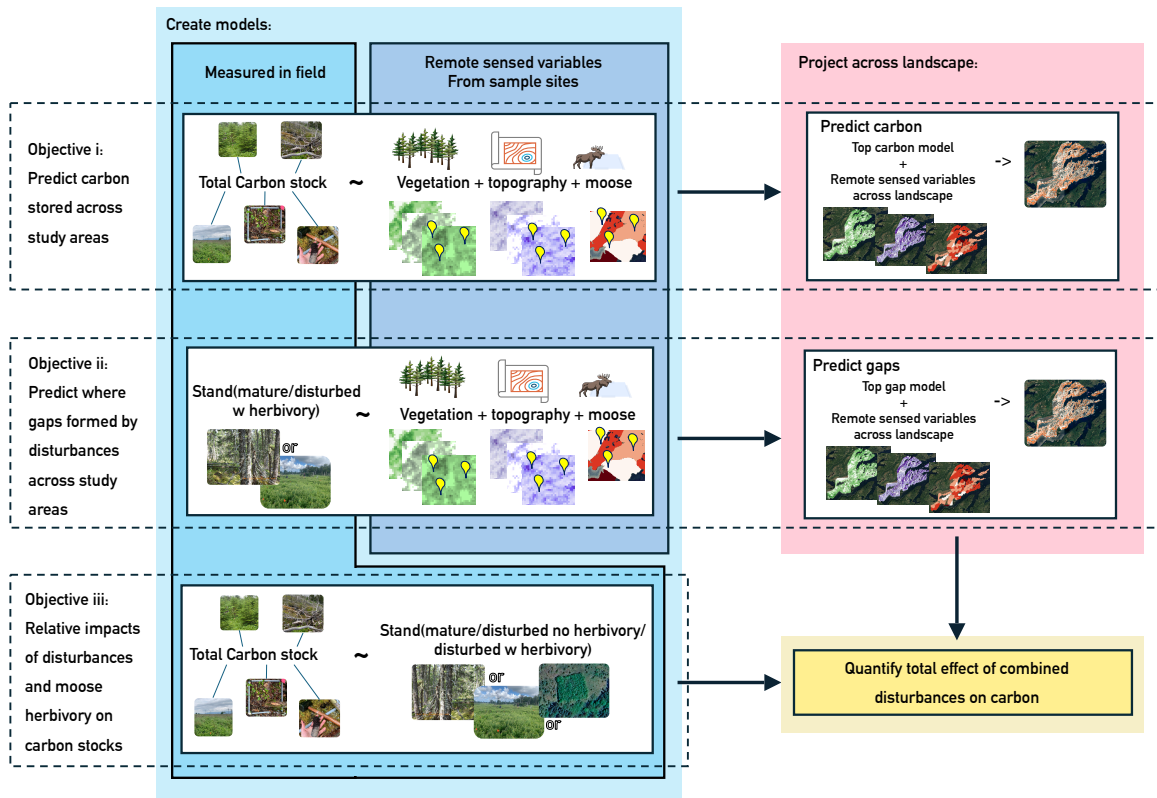 Create models:
Measured in field
Remote sensed variables
From sample sites
Project across landscape:
Objective i:
Predict carbon
stored across
study areas
Total Carbon stock
~
Vegetation + topography + moose
Predict carbon
Top carbon model
+
Remote sensed variables
across landscape
->
Objective ii:
Predict where
gaps formed by
disturbances
across study
areas
Stand(mature/disturbed
w herbivory)
or
~
Vegetation + topography + moose
Predict gaps
Top gap model
+
Remote sensed variables
across landscape
->
Objective iii:
Relative impacts
of disturbances
and moose
herbivory on
carbon stocks
Total Carbon stock
~
Stand(mature/disturbed no herbivory/
disturbed w herbivory)
or
or
Quantify total effect of combined
disturbances on carbon